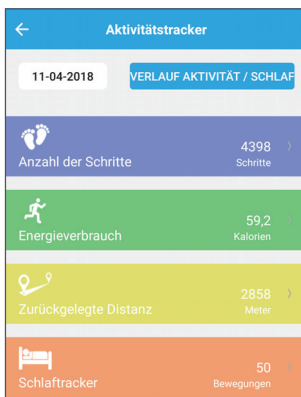 Aktivitätstracker
11-04-2018 VERLAUF AKTIVITÄT / SCHLAF
4398
Anzahl der Schritte Schritte
59,2
Energieverbrauch Kalorien
2858
Zurückgelegte Distanz Meter
50
Schlaftracker Bewegungen